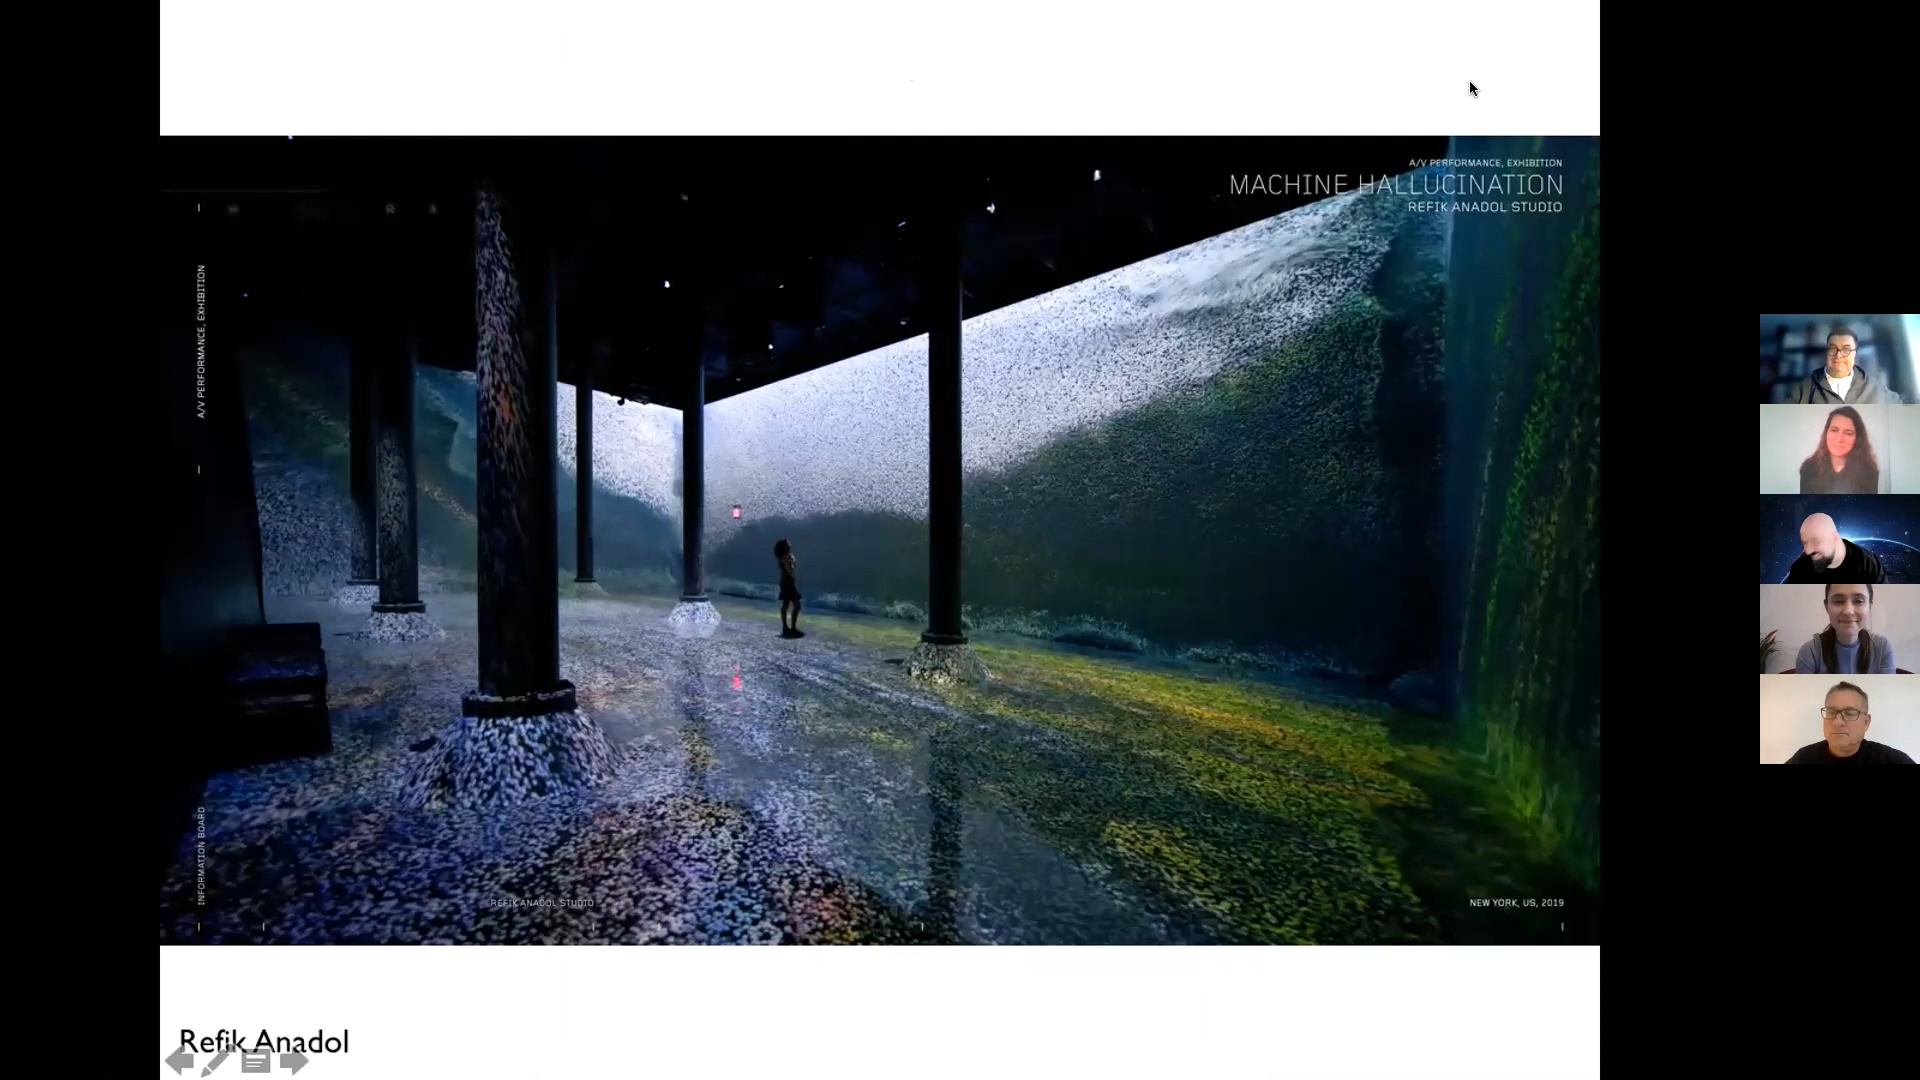 A/V PERFORMANCE, EXHIBITION
MACHINE HALLUCINATION
REFIK ANADOL STUDIO
A/V PERFORMANCE, EXHIBITION
INFORMATION BOARD
REFIK ANADOL STUDIO
NEW YORK, US, 2019
Refik Anadol